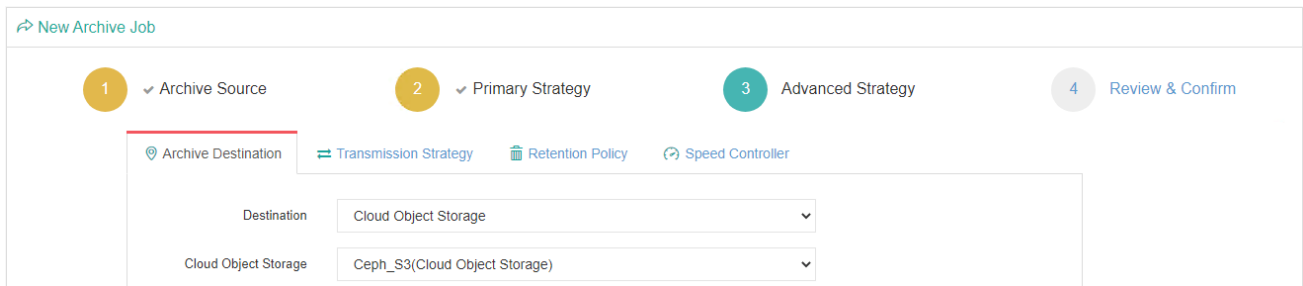 New Archive Job
1 Archive Source 2 Primary Strategy 3 Advanced Strategy 4 Review & Confirm
Archive Destination Transmission Strategy Retention Policy Speed Controller
Destination Cloud Object Storage
Cloud Object Storage Ceph_S3(Cloud Object Storage)